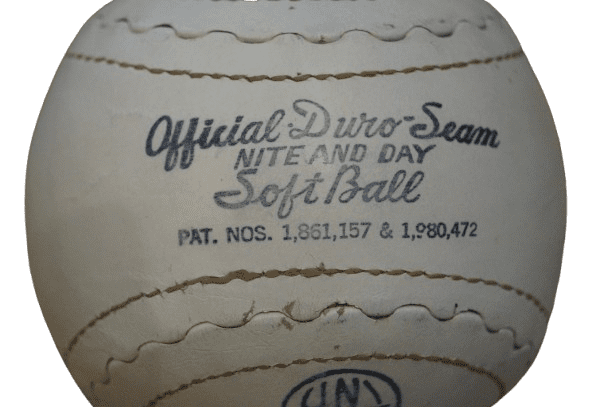 Official Duro-Seam
NITE AND DAY
Soft Ball
PAT. NOS. 1,861,157 & 1,980,472